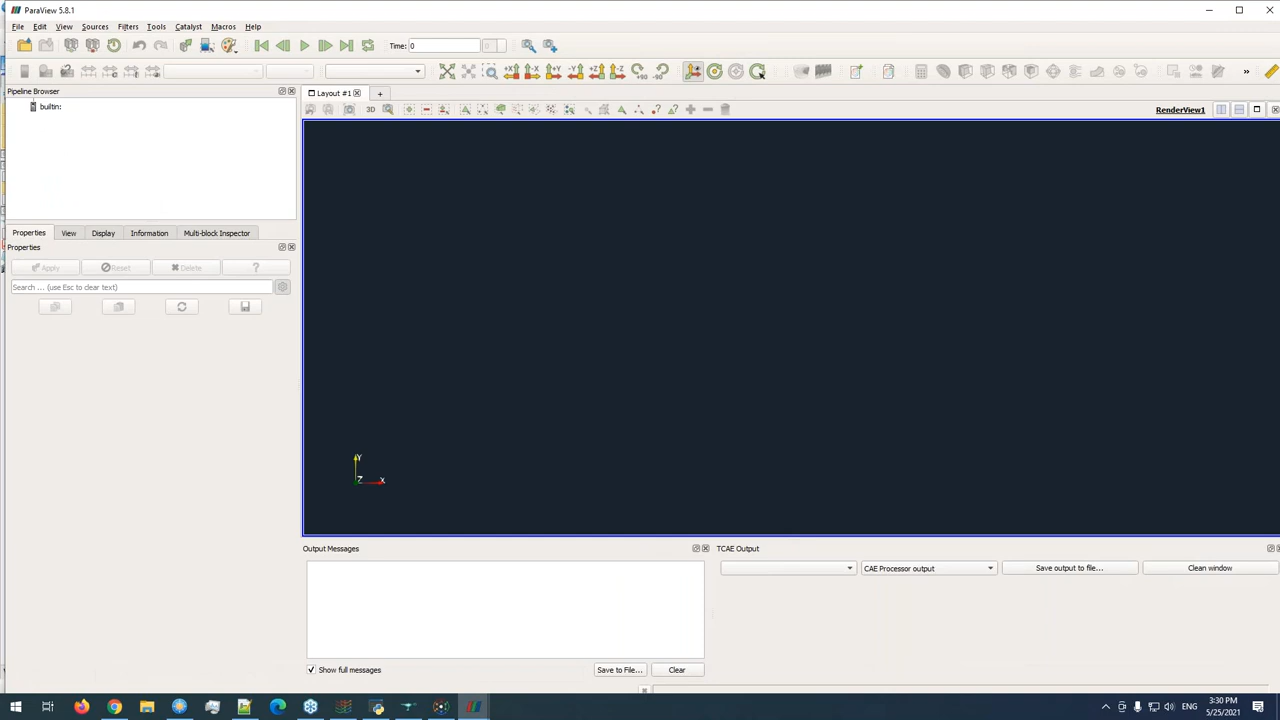 ParaView 5.8.1
File Edit View Sources Filters Tools Catalyst Macros Help
Time: 0 0
+X -X +Y -Y +Z -Z +90 -90
Pipeline Browser
Layout #1
builtin:
3D
RenderView1
Properties View Display Information Multi-block Inspector
Properties
Apply Reset Delete ?
Search ... (use Esc to clear text)
Y
Z X
Output Messages
TCAE Output
CAE Processor output Save output to file... Clean window
Show full messages Save to File... Clear
3:30 PM
5/25/2021